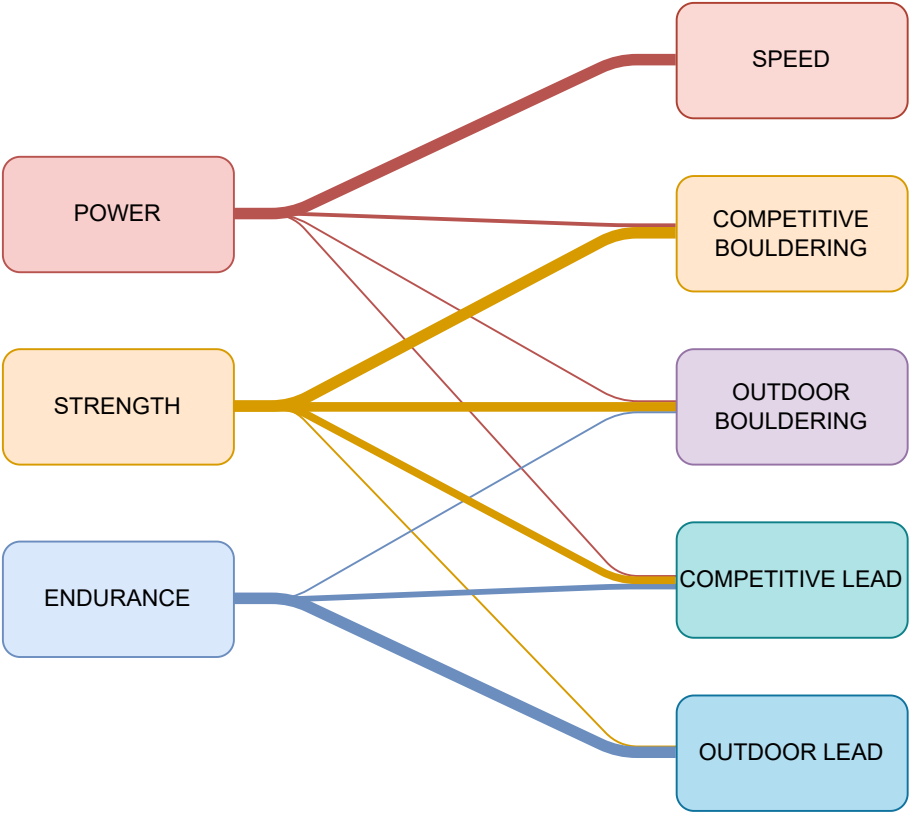 POWER
STRENGTH
ENDURANCE
SPEED
COMPETITIVE
BOULDERING
OUTDOOR
BOULDERING
COMPETITIVE LEAD
OUTDOOR LEAD